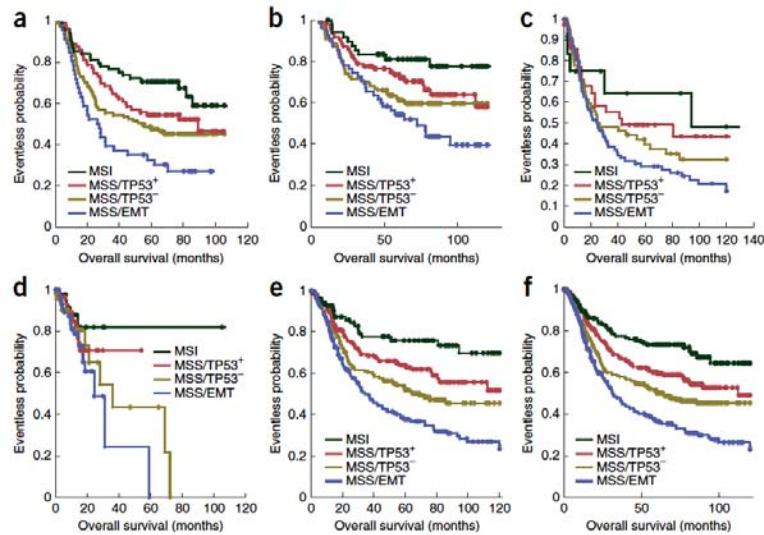 a
1
0.8
0.6
0.4
0.2
0
Eventless probability
MSI
MSS/TP53+
MSS/TP53−
MSS/EMT
0 20 40 60 80 100 120
Overall survival (months)
b
1
0.8
0.6
0.4
0.2
0
Eventless probability
MSI
MSS/TP53+
MSS/TP53−
MSS/EMT
0 50 100
Overall survival (months)
c
1
0.9
0.8
0.7
0.6
0.5
0.4
0.3
0.2
0.1
0
Eventless probability
MSI
MSS/TP53+
MSS/TP53−
MSS/EMT
0 20 40 60 80 100 120 140
Overall survival (months)
d
1.0
0.8
0.6
0.4
0.2
0
Eventless probability
MSI
MSS/TP53+
MSS/TP53−
MSS/EMT
0 20 40 60 80 100 120
Overall survival (months)
e
1.0
0.8
0.6
0.4
0.2
0
Eventless probability
MSI
MSS/TP53+
MSS/TP53−
MSS/EMT
0 20 40 60 80 100 120
Overall survival (months)
f
1.0
0.8
0.6
0.4
0.2
0
Eventless probability
MSI
MSS/TP53+
MSS/TP53−
MSS/EMT
0 50 100
Overall survival (months)